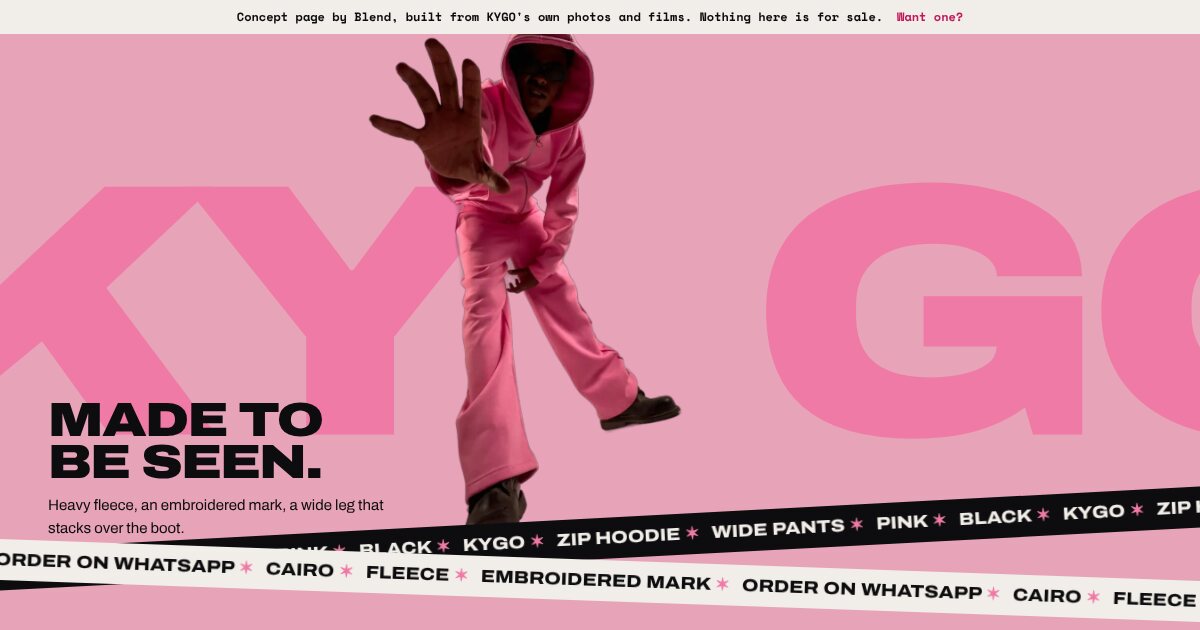 Concept page by Blend, built from KYGO's own photos and films. Nothing here is for sale. Want one?
KYGO
MADE TO
BE SEEN.
Heavy fleece, an embroidered mark, a wide leg that
stacks over the boot.
BLACK ✶ KYGO ✶ ZIP HOODIE ✶ WIDE PANTS ✶ PINK ✶ BLACK ✶ KYGO ✶ ZIP
ORDER ON WHATSAPP ✶ CAIRO ✶ FLEECE ✶ EMBROIDERED MARK ✶ ORDER ON WHATSAPP ✶ CAIRO ✶ FLEECE